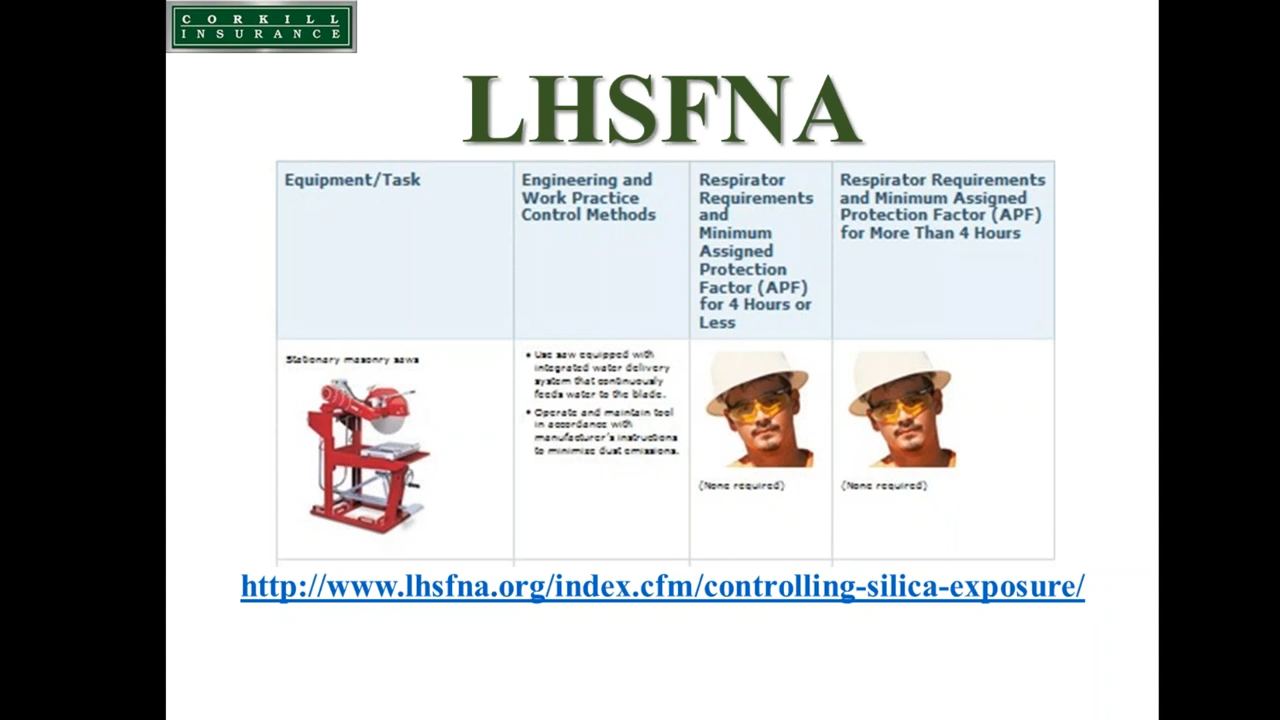 CORKILL
INSURANCE
LHSFNA
Equipment/Task
Engineering and
Work Practice
Control Methods
Respirator
Requirements
and
Minimum
Assigned
Protection
Factor (APF)
for 4 Hours or
Less
Respirator Requirements
and Minimum Assigned
Protection Factor (APF)
for More Than 4 Hours
Stationary masonry saws
• Use saw equipped with
integrated water delivery
system that continuously
feeds water to the blade.
• Operate and maintain tool
in accordance with
manufacturer's instructions
to minimize dust emissions.
(None required)
(None required)
http://www.lhsfna.org/index.cfm/controlling-silica-exposure/